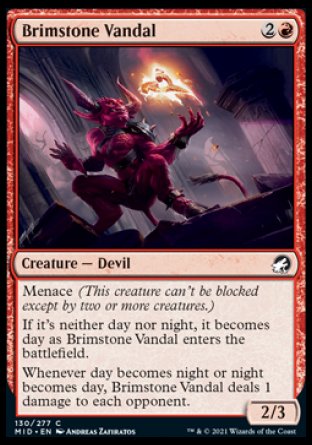 Brimstone Vandal 2
Creature — Devil
Menace (This creature can't be blocked
except by two or more creatures.)
If it's neither day nor night, it becomes
day as Brimstone Vandal enters the
battlefield.
Whenever day becomes night or night
becomes day, Brimstone Vandal deals 1
damage to each opponent.
2/3
130/277 C
MID • EN ANDREAS ZAFIRATOS
™ & © 2021 Wizards of the Coast